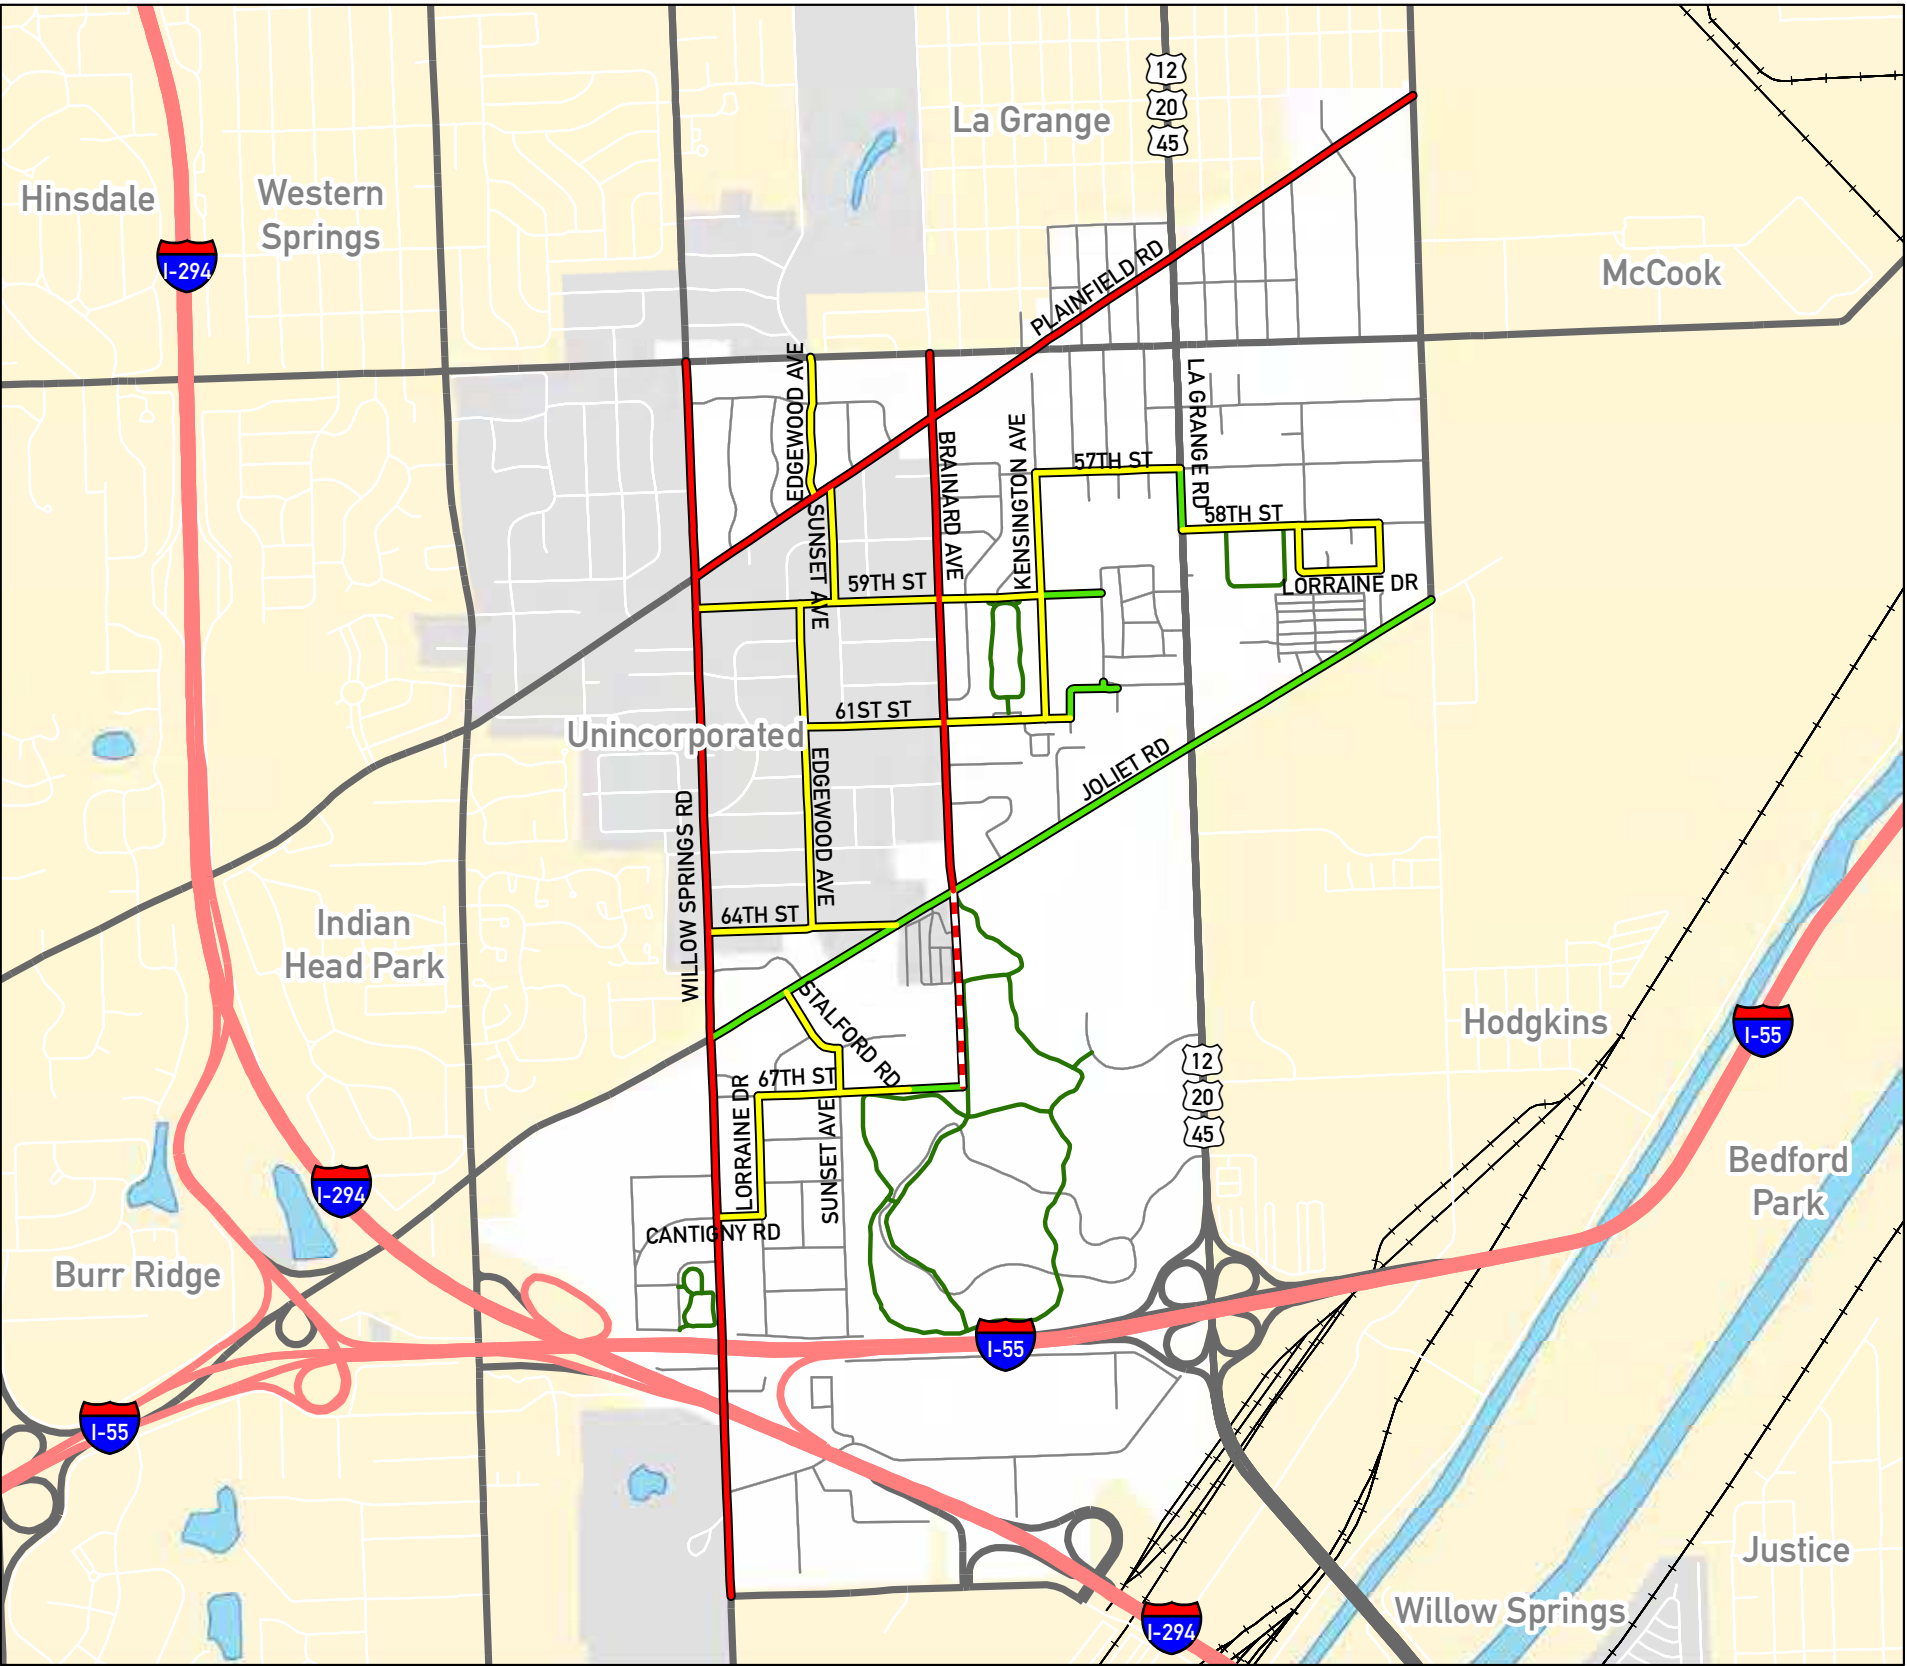 12
20
45
La Grange
Hinsdale
Western
Springs
I-294
McCook
PLAINFIELD RD
EDGEWOOD AVE
LA GRANGE RD
KENSINGTON AVE
BRAINARD AVE
57TH ST
58TH ST
SUNSET AVE
59TH ST
LORRAINE DR
61ST ST
Unincorporated
JOLIET RD
EDGEWOOD AVE
WILLOW SPRINGS RD
64TH ST
Indian
Head Park
STALFORD RD
Hodgkins
I-55
12
20
45
67TH ST
LORRAINE DR
SUNSET AVE
Bedford
Park
I-294
CANTIGNY RD
Burr Ridge
I-55
I-55
Justice
Willow Springs
I-294